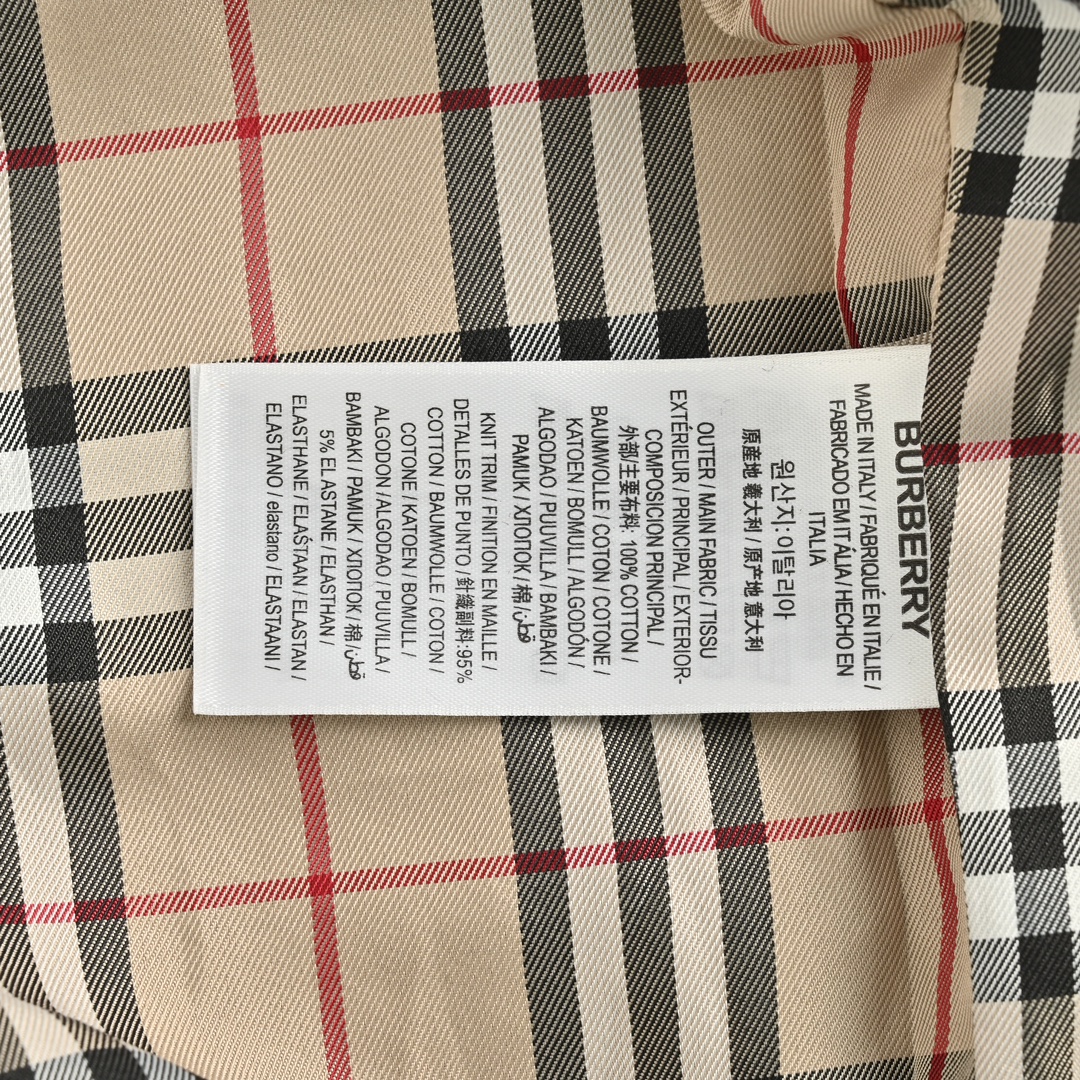 BURBERRY
MADE IN ITALY / FABRIQUÉ EN ITALIE /
FABRICADO EM ITÁLIA / HECHO EN
ITALIA
원산지: 이탈리아
原産地 義大利 / 原产地 意大利
OUTER / MAIN FABRIC / TISSU
EXTÉRIEUR / PRINCIPAL / EXTERIOR-
COMPOSICION PRINCIPAL /
外部/主要布料: 100% COTTON /
BAUMWOLLE / COTON / COTONE /
KATOEN / BOMULL / ALGODÓN /
ALGODAO / PUUVILLA / BAMBAKI /
PAMUK / ХЛОПОК / 棉 / قطن
KNIT TRIM / FINITION EN MAILLE /
DETALLES DE PUNTO / 針織副料:95%
COTTON / BAUMWOLLE / COTON /
COTONE / KATOEN / BOMULL /
ALGODON / ALGODAO / PUUVILLA /
BAMBAKI / PAMUK / ХЛОПОК / 棉 / قطن
5% ELASTANE / ELASTHAN /
ELASTHANE / ELAŚTAAN / ELASTAN /
ELASTANO / elastano / ELASTAANI /